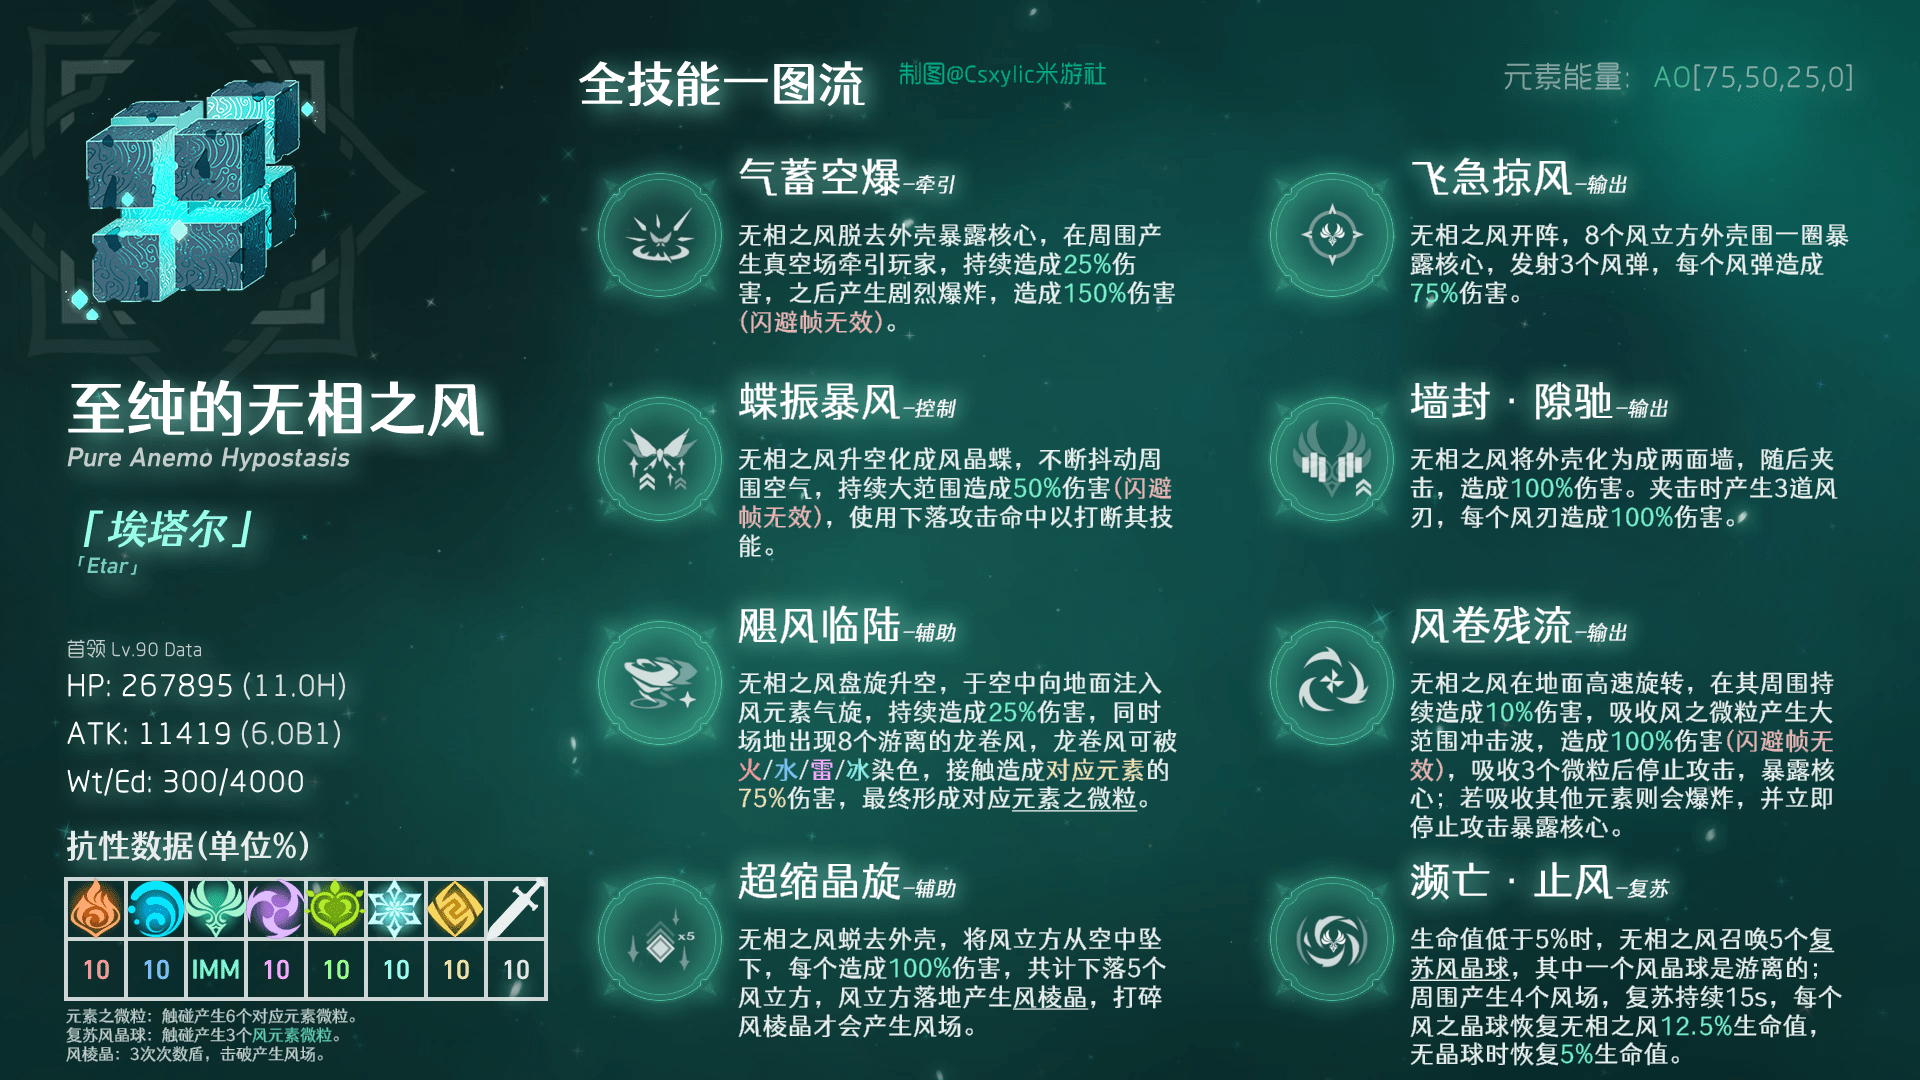 全技能一图流
制图@Csxylic米游社
元素能量： A0[75,50,25,0]
至纯的无相之风
Pure Anemo Hypostasis
「埃塔尔」
「Etar」
首领 Lv.90 Data
HP: 267895 (11.0H)
ATK: 11419 (6.0B1)
Wt/Ed: 300/4000
抗性数据(单位%)
10 10 IMM 10 10 10 10 10
元素之微粒：触碰产生6个对应元素微粒。
复苏风晶球：触碰产生3个风元素微粒。
风棱晶：3次次数盾，击破产生风场。
气蓄空爆-牵引
无相之风脱去外壳暴露核心，在周围产
生真空场牵引玩家，持续造成25%伤
害，之后产生剧烈爆炸，造成150%伤害
(闪避帧无效)。
蝶振暴风-控制
无相之风升空化成风晶蝶，不断抖动周
围空气，持续大范围造成50%伤害(闪避
帧无效)，使用下落攻击命中以打断其技
能。
飓风临陆-辅助
无相之风盘旋升空，于空中向地面注入
风元素气旋，持续造成25%伤害，同时
场地出现8个游离的龙卷风，龙卷风可被
火/水/雷/冰染色，接触造成对应元素的
75%伤害，最终形成对应元素之微粒。
x5
超缩晶旋-辅助
无相之风蜕去外壳，将风立方从空中坠
下，每个造成100%伤害，共计下落5个
风立方，风立方落地产生风棱晶，打碎
风棱晶才会产生风场。
飞急掠风-输出
无相之风开阵，8个风立方外壳围一圈暴
露核心，发射3个风弹，每个风弹造成
75%伤害。
墙封·隙驰-输出
无相之风将外壳化为成两面墙，随后夹
击，造成100%伤害。夹击时产生3道风
刃，每个风刃造成100%伤害。
风卷残流-输出
无相之风在地面高速旋转，在其周围持
续造成10%伤害，吸收风之微粒产生大
范围冲击波，造成100%伤害(闪避帧无
效)，吸收3个微粒后停止攻击，暴露核
心；若吸收其他元素则会爆炸，并立即
停止攻击暴露核心。
濒亡·止风-复苏
生命值低于5%时，无相之风召唤5个复
苏风晶球，其中一个风晶球是游离的；
周围产生4个风场，复苏持续15s，每个
风之晶球恢复无相之风12.5%生命值，
无晶球时恢复5%生命值。